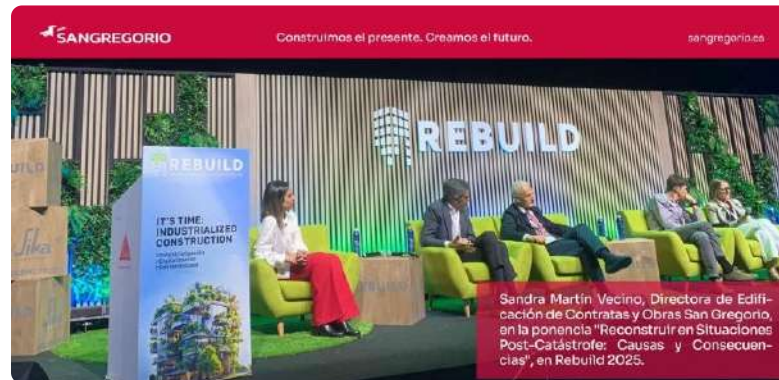 SANGREGORIO
Construimos el presente. Creamos el futuro.
sangregorio.es
REBUILD
REBUILD
IT'S TIME:
INDUSTRIALIZED
CONSTRUCTION
Sika
Sandra Martín Vecino, Directora de Edifi-
cación de Contratas y Obras San Gregorio,
en la ponencia "Reconstruir en Situaciones
Post-Catástrofe: Causas y Consecuen-
cias", en Rebuild 2025.